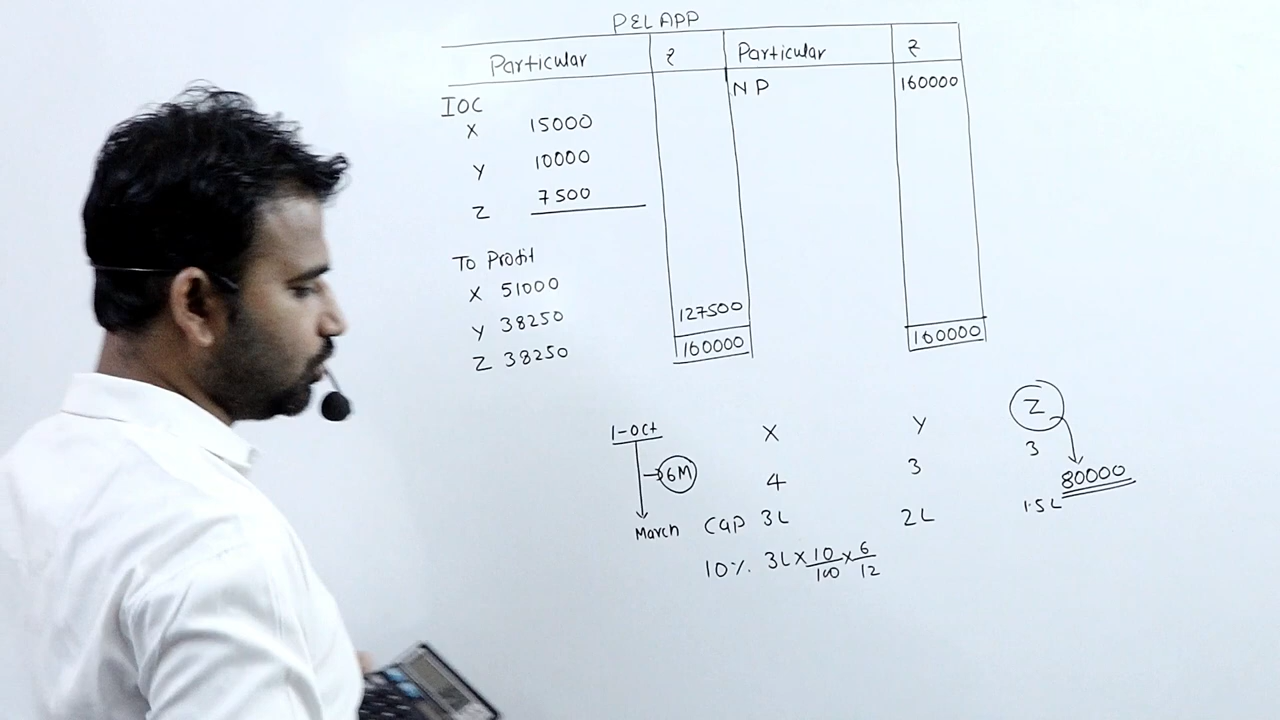 P&L APP
Particular ₹ Particular ₹
NP 160000
IOC
X 15000
Y 10000
Z 7500
To Profit
X 51000
Y 38250 127500
Z 38250 160000 160000
1-Oct X Y Z
6M 4 3 3 80000
March Cap 3L 2L 1.5L
10% 3L × 10/100 × 6/12